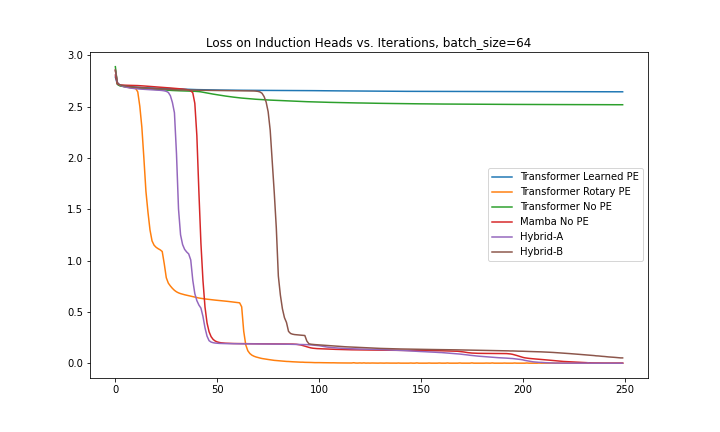 Loss on Induction Heads vs. Iterations, batch_size=64
3.0
2.5
2.0
1.5
1.0
0.5
0.0
Transformer Learned PE
Transformer Rotary PE
Transformer No PE
Mamba No PE
Hybrid-A
Hybrid-B
0 50 100 150 200 250